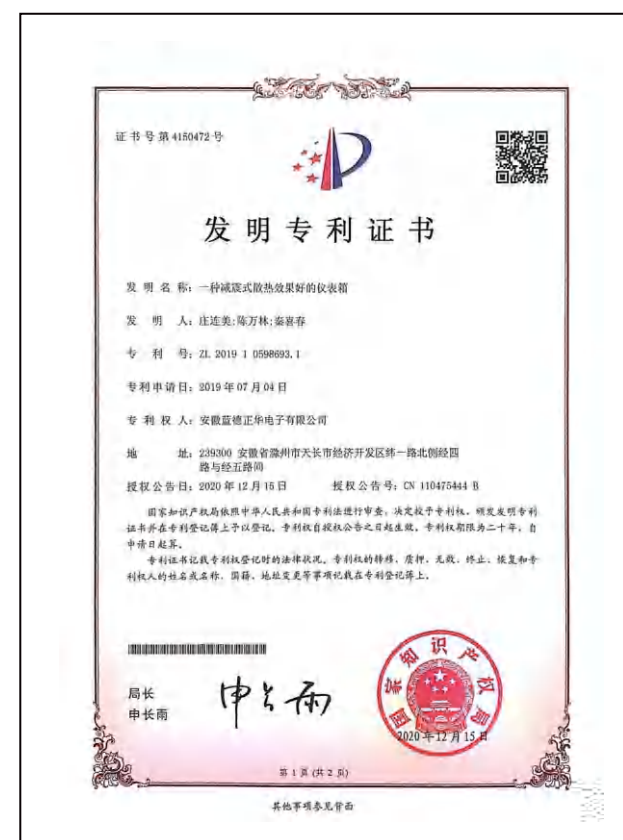 证书号第4150472号
发明专利证书
发明名称：一种减震式散热效果好的仪表箱
发明人：庄连美;陈万林;秦喜春
专利号：ZL 2019 1 0598693.1
专利申请日：2019年07月04日
专利权人：安徽蓝德正华电子有限公司
地址：239300 安徽省滁州市天长市经济开发区纬一路北侧经四
路与经五路间
授权公告日：2020年12月15日 授权公告号：CN 110475444 B
国家知识产权局依照中华人民共和国专利法进行审查，决定授予专利权，颁发发明专利
证书并在专利登记簿上予以登记。专利权自授权公告之日起生效。专利权期限为二十年，自
申请日起算。
专利证书记载专利权登记时的法律状况。专利权的转移、质押、无效、终止、恢复和专
利权人的姓名或名称、国籍、地址变更等事项记载在专利登记簿上。
局长
申长雨
申长雨
国家知识产权局
2020年12月15日
第1页(共2页)
其他事项参见背面